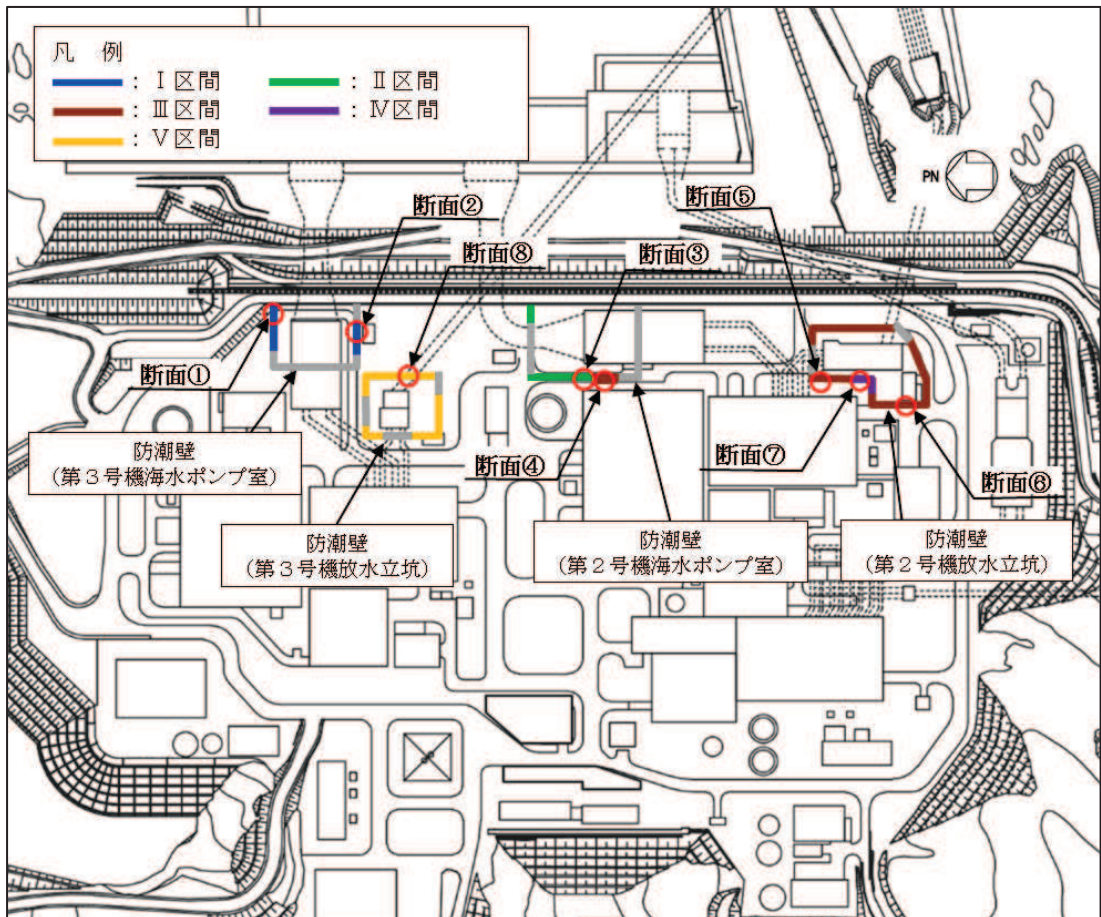 凡　例
：Ⅰ区間
：Ⅱ区間
：Ⅲ区間
：Ⅳ区間
：Ⅴ区間
PN
断面②
断面⑤
断面⑧
断面③
断面①
防潮壁
（第３号機海水ポンプ室）
断面④
断面⑦
断面⑥
防潮壁
（第３号機放水立坑）
防潮壁
（第２号機海水ポンプ室）
防潮壁
（第２号機放水立坑）